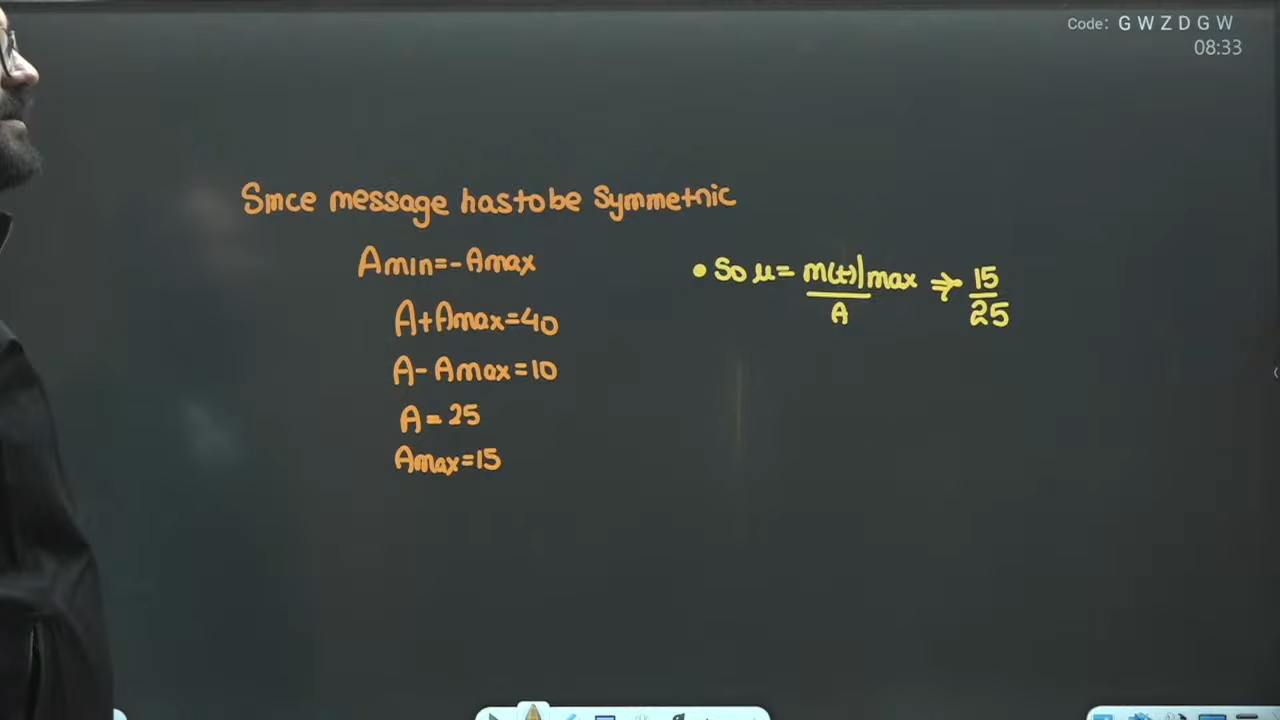 Code: G W Z D G W
08:33
Since message has to be Symmetric
Amin=-Amax
A+Amax=40
A-Amax=10
A=25
Amax=15
• So μ= m(t)|max / A ⇒ 15/25